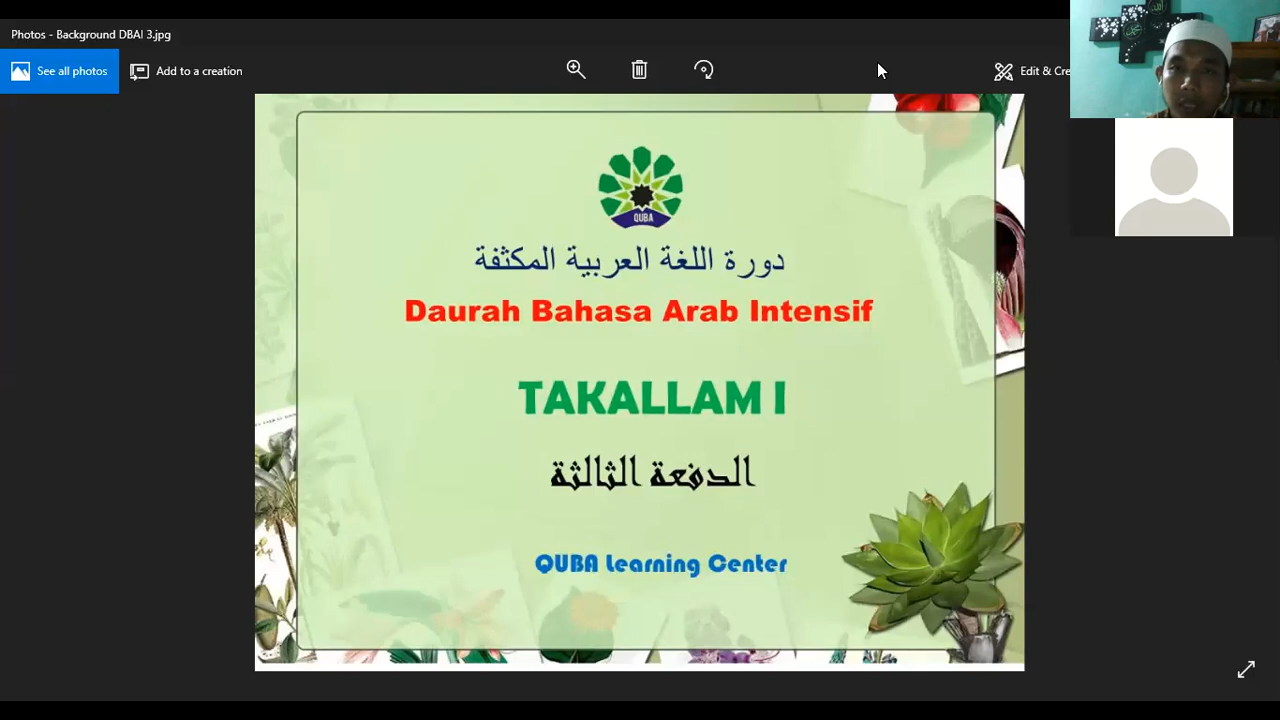 Photos - Background DBAI 3.jpg
See all photos
Add to a creation
Edit & Cre
QUBA
دورة اللغة العربية المكثفة
Daurah Bahasa Arab Intensif
TAKALLAM I
الدفعة الثالثة
QUBA Learning Center